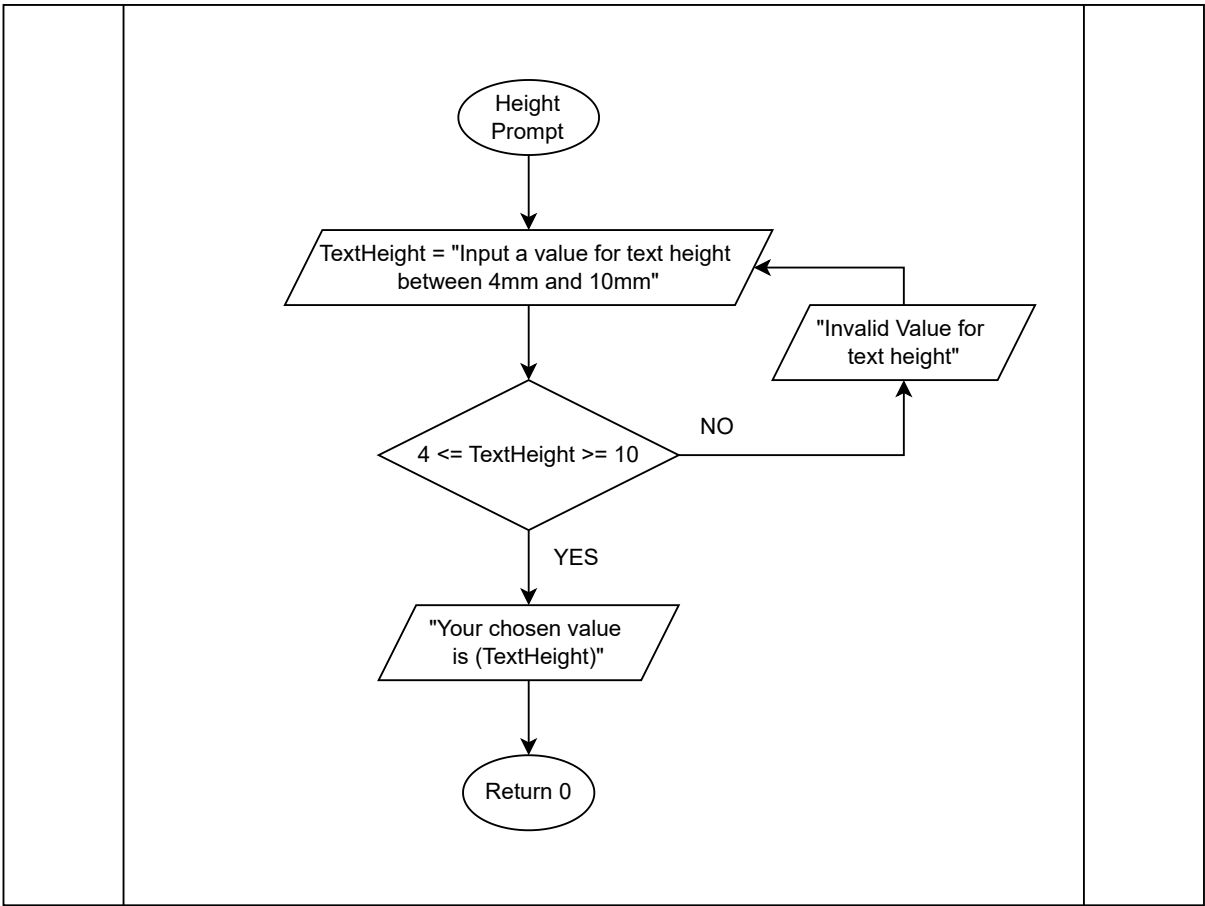 Height
Prompt
TextHeight = "Input a value for text height
between 4mm and 10mm"
"Invalid Value for
text height"
NO
4 <= TextHeight >= 10
YES
"Your chosen value
is (TextHeight)"
Return 0